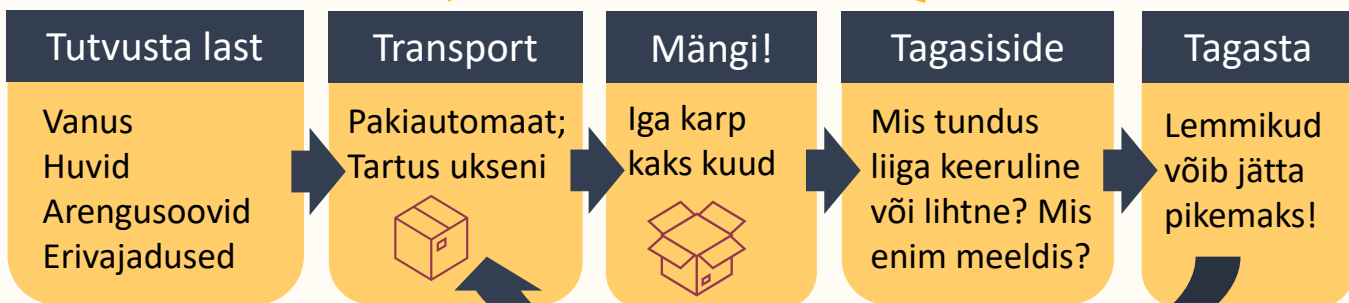 Tutvusta last
Vanus
Huvid
Arengusoovid
Erivajadused
Transport
Pakiautomaat;
Tartus ukseni
Mängi!
Iga karp
kaks kuud
Tagasiside
Mis tundus
liiga keeruline
või lihtne? Mis
enim meeldis?
Tagasta
Lemmikud
võib jätta
pikemaks!